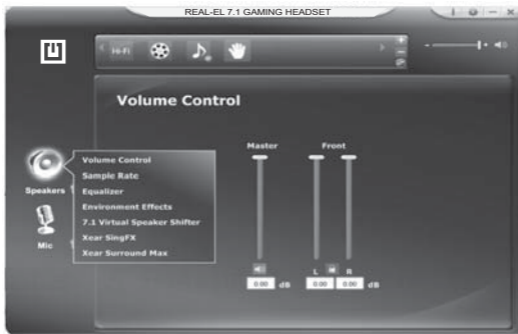 REAL-EL 7.1 GAMING HEADSET
Hi-Fi
Volume Control
Master Front
Volume Control
Sample Rate
Equalizer
Environment Effects
7.1 Virtual Speaker Shifter
Xear SingFX
Xear Surround Max
Speakers
Mic
L R
0.00 dB 0.00 0.00 dB